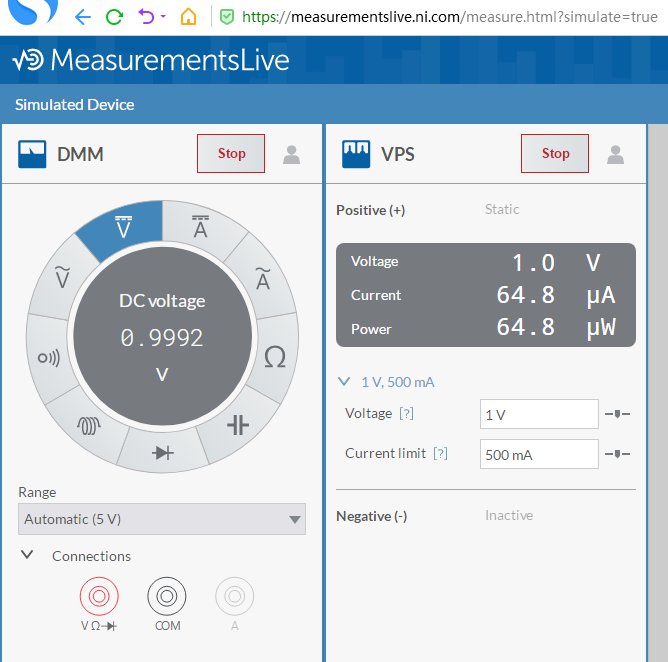 https://measurementslive.ni.com/measure.html?simulate=true
MeasurementsLive
Simulated Device
DMM
Stop
V
A
V
A
Ω
DC voltage
0.9992
V
Range
Automatic (5 V)
Connections
V Ω
COM
A
VPS
Stop
Positive (+)
Static
Voltage 1.0 V
Current 64.8 µA
Power 64.8 µW
1 V, 500 mA
Voltage [?] 1 V
Current limit [?] 500 mA
Negative (-)
Inactive